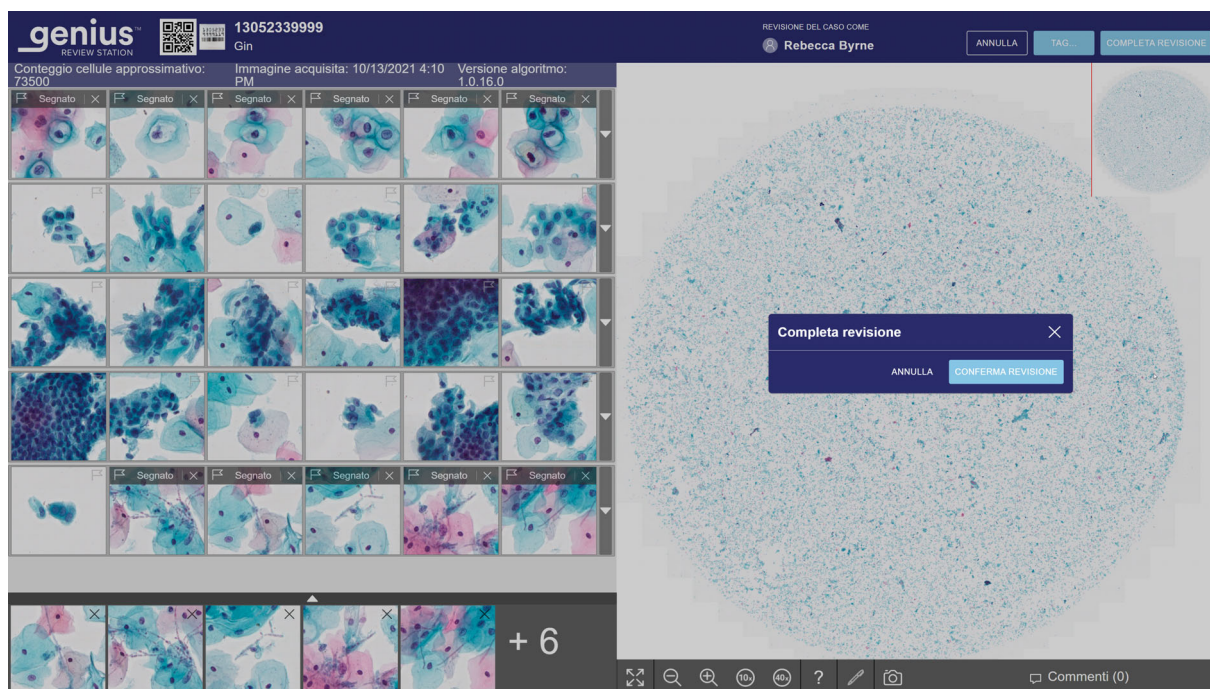 genius™
REVIEW STATION
13052339999
Gin
REVISIONE DEL CASO COME
Rebecca Byrne
ANNULLA
TAG...
COMPLETA REVISIONE
Conteggio cellule approssimativo: 73500
Immagine acquisita: 10/13/2021 4:10 PM
Versione algoritmo: 1.0.16.0
Segnato
Segnato
Segnato
Segnato
Segnato
Segnato
Segnato
Segnato
Segnato
Segnato
Segnato
+ 6
Completa revisione
ANNULLA
CONFERMA REVISIONE
10x
40x
?
Commenti (0)